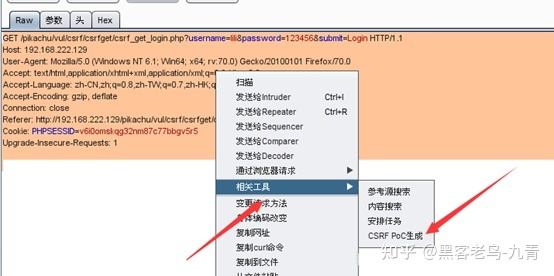 Raw 参数 头 Hex
GET /pikachu/vul/csrf/csrfget/csrf_get_login.php?username=lili&password=123456&submit=Login HTTP/1.1
Host: 192.168.222.129
User-Agent: Mozilla/5.0 (Windows NT 6.1; Win64; x64; rv:70.0) Gecko/20100101 Firefox/70.0
Accept: text/html,application/xhtml+xml,application/xml;q=
Accept-Language: zh-CN,zh;q=0.8,zh-TW;q=0.7,zh-HK;q=
Accept-Encoding: gzip, deflate
Connection: close
Referer: http://192.168.222.129/pikachu/vul/csrf/csrfget/
Cookie: PHPSESSID=v6i0omskqg32nm87c77bbgv5r5
Upgrade-Insecure-Requests: 1
扫描
发送给Intruder Ctrl+I
发送给Repeater Ctrl+R
发送给Sequencer
发送给Comparer
发送给Decoder
通过浏览器请求
相关工具
变更请求方法
编码改变
复制网址
复制curl命令
复制到文件
参考源搜索
内容搜索
安排任务
CSRF PoC生成
知乎 @黑客老鸟-九青